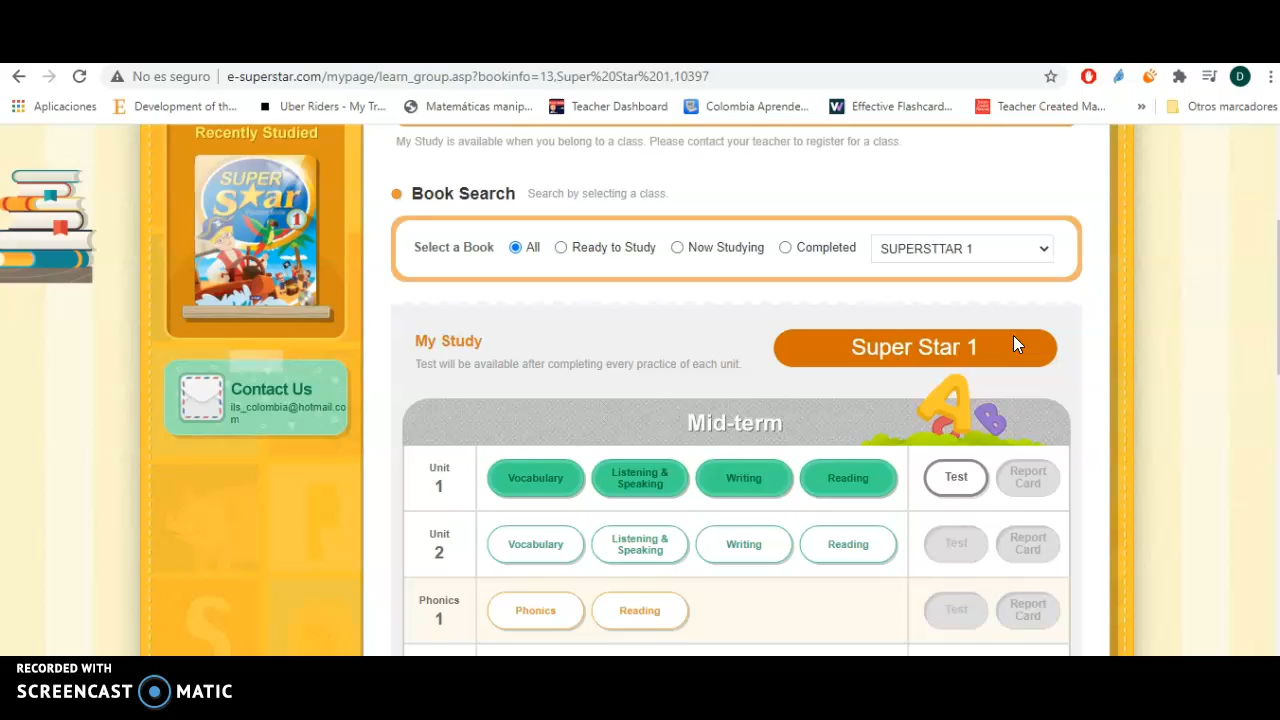 No es seguro
e-superstar.com/mypage/learn_group.asp?bookinfo=13,Super%20Star%201,10397
D
Aplicaciones
Development of th...
Uber Riders - My Tr...
Matemáticas manip...
Teacher Dashboard
Colombia Aprende...
Effective Flashcard...
Teacher Created Ma...
»
Otros marcadores
Recently Studied
SUPER
Star
1
My Study is available when you belong to a class. Please contact your teacher to register for a class.
Book Search
Search by selecting a class.
Select a Book
All
Ready to Study
Now Studying
Completed
SUPERSTTAR 1
Contact Us
ils_colombia@hotmail.co
m
My Study
Test will be available after completing every practice of each unit.
Super Star 1
Mid-term
A
B
Unit
1
Vocabulary
Listening &
Speaking
Writing
Reading
Test
Report
Card
Unit
2
Vocabulary
Listening &
Speaking
Writing
Reading
Test
Report
Card
Phonics
1
Phonics
Reading
Test
Report
Card
S
RECORDED WITH
SCREENCAST MATIC